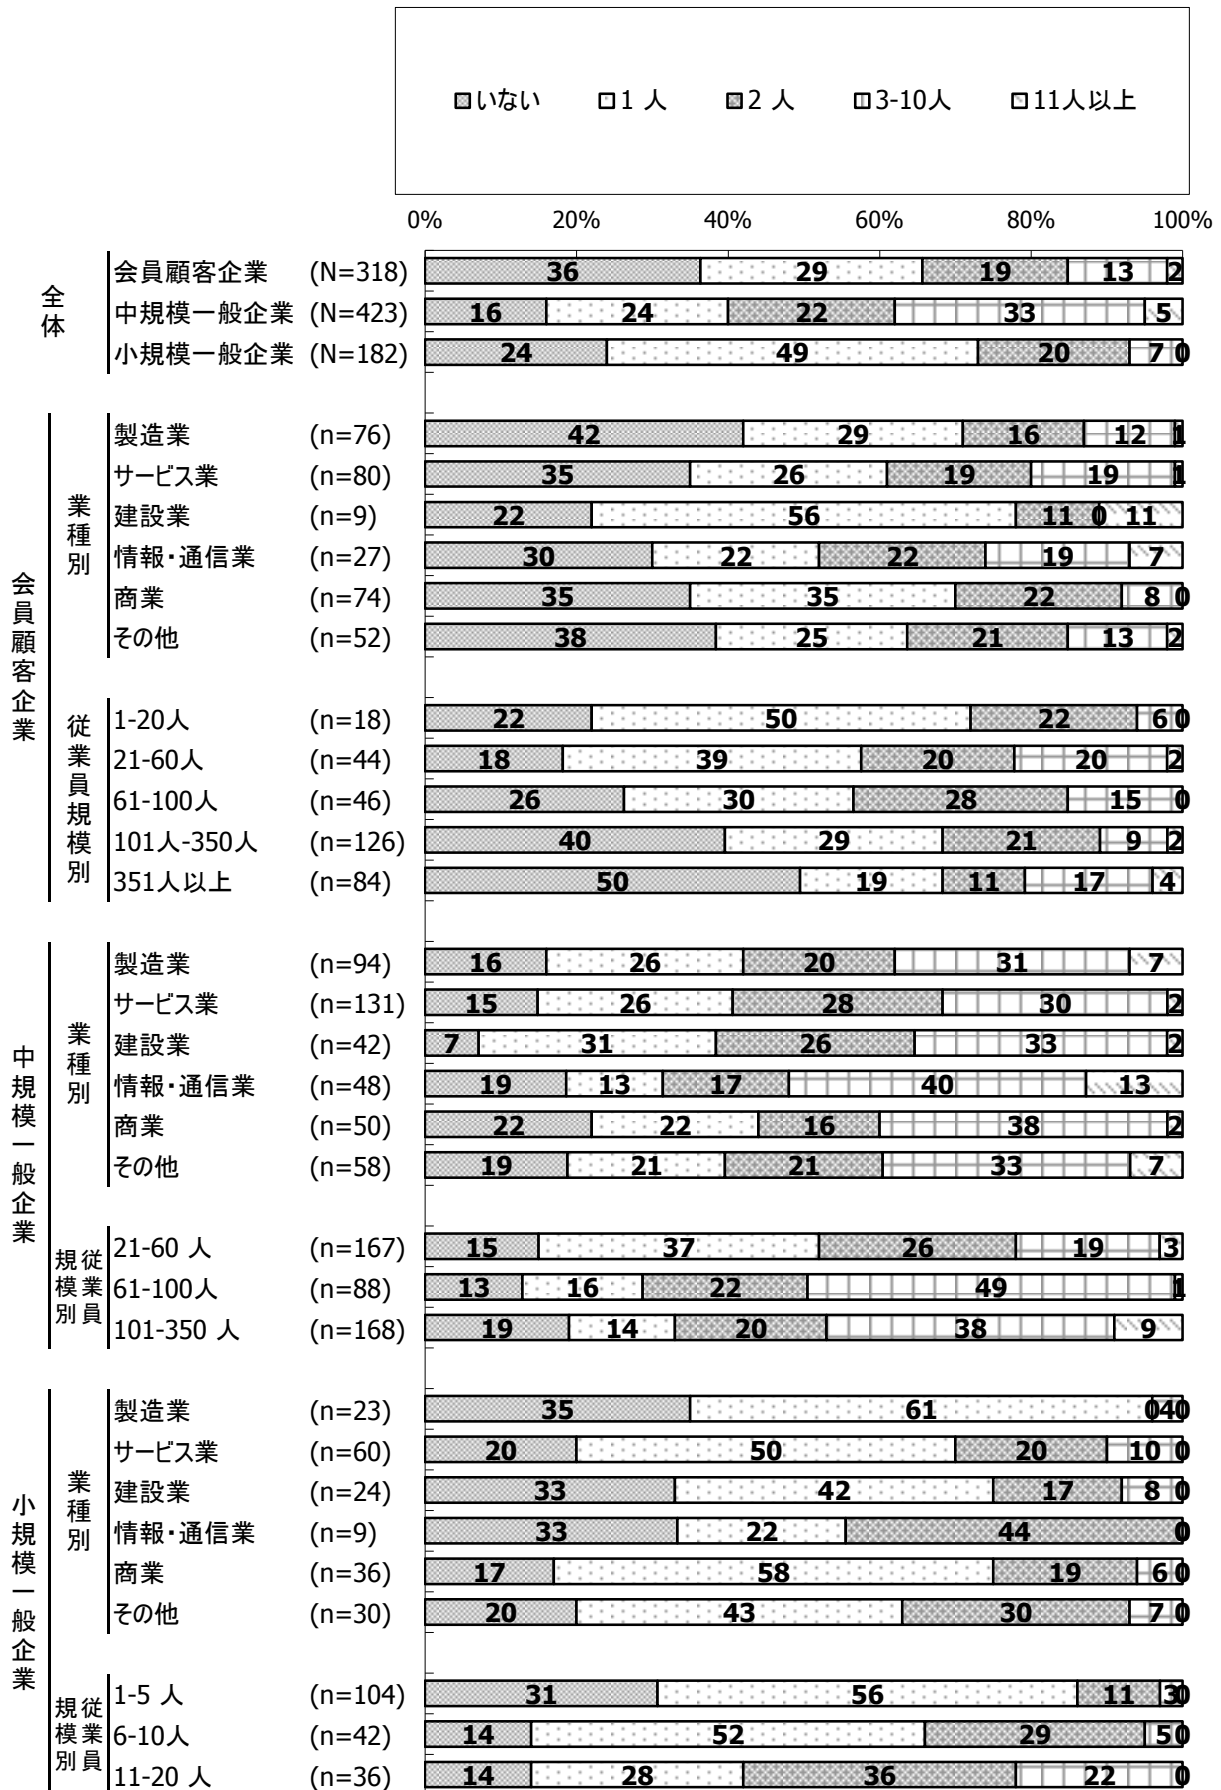 いない 1 人 2 人 3-10人 11人以上
0% 20% 40% 60% 80% 100%
全体
会員顧客企業 (N=318) 36 29 19 13 2
中規模一般企業 (N=423) 16 24 22 33 5
小規模一般企業 (N=182) 24 49 20 7 0
会員顧客企業
業種別
製造業 (n=76) 42 29 16 12 1
サービス業 (n=80) 35 26 19 19 1
建設業 (n=9) 22 56 11 0 11
情報・通信業 (n=27) 30 22 22 19 7
商業 (n=74) 35 35 22 8 0
その他 (n=52) 38 25 21 13 2
従業員規模別
1-20人 (n=18) 22 50 22 6 0
21-60人 (n=44) 18 39 20 20 2
61-100人 (n=46) 26 30 28 15 0
101人-350人 (n=126) 40 29 21 9 2
351人以上 (n=84) 50 19 11 17 4
中規模一般企業
業種別
製造業 (n=94) 16 26 20 31 7
サービス業 (n=131) 15 26 28 30 2
建設業 (n=42) 7 31 26 33 2
情報・通信業 (n=48) 19 13 17 40 13
商業 (n=50) 22 22 16 38 2
その他 (n=58) 19 21 21 33 7
従業員規模別
21-60 人 (n=167) 15 37 26 19 3
61-100人 (n=88) 13 16 22 49 1
101-350 人 (n=168) 19 14 20 38 9
小規模一般企業
業種別
製造業 (n=23) 35 61 0 4 0
サービス業 (n=60) 20 50 20 10 0
建設業 (n=24) 33 42 17 8 0
情報・通信業 (n=9) 33 22 44 0
商業 (n=36) 17 58 19 6 0
その他 (n=30) 20 43 30 7 0
従業員規模別
1-5 人 (n=104) 31 56 11 3 0
6-10人 (n=42) 14 52 29 5 0
11-20 人 (n=36) 14 28 36 22 0